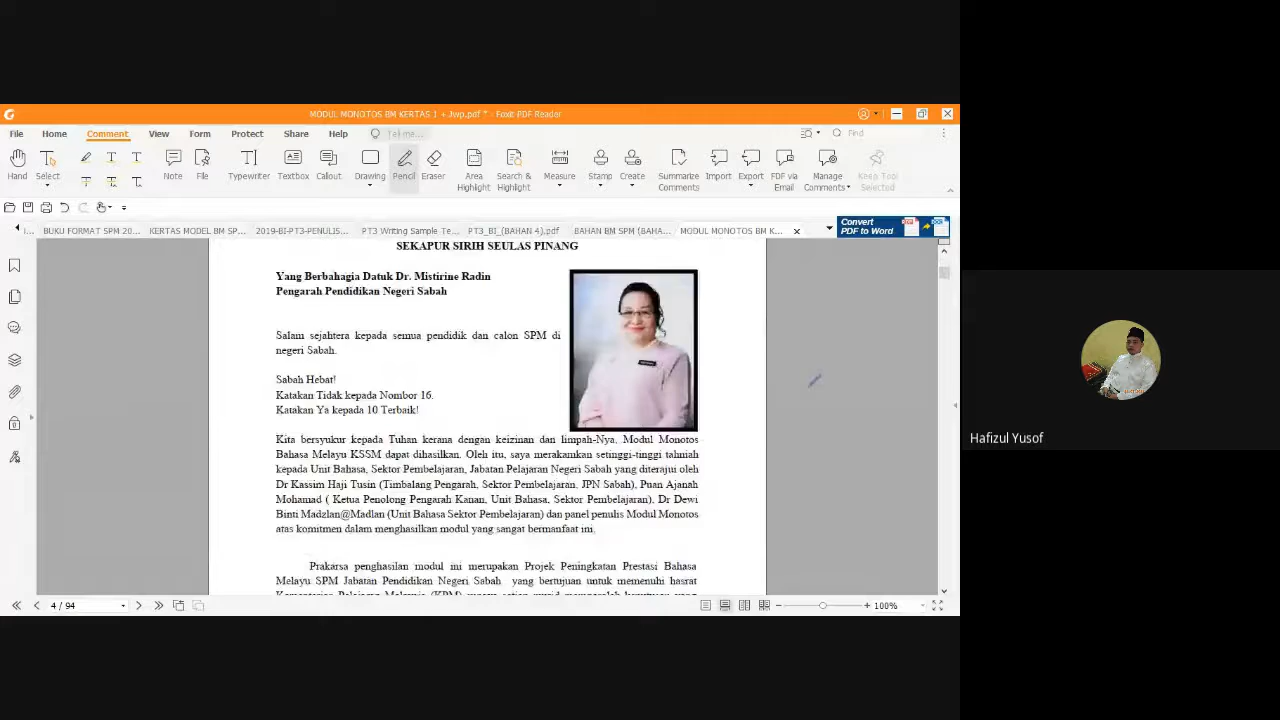 MODUL MONOTOS BM KERTAS 1 + Jwp.pdf * - Foxit PDF Reader
File Home Comment View Form Protect Share Help Tell me... Find
Hand Select Note File Typewriter Textbox Callout Drawing Pencil Eraser Area Highlight Search & Highlight Measure Stamp Create Summarize Comments Import Export FDF via Email Manage Comments Keep Tool Selected
BUKU FORMAT SPM 20... KERTAS MODEL BM SP... 2019-BI-PT3-PENULIS... PT3 Writing Sample Te... PT3_BI_(BAHAN 4).pdf BAHAN BM SPM (BAHA... MODUL MONOTOS BM K...
Convert
PDF to Word
SEKAPUR SIRIH SEULAS PINANG
Yang Berbahagia Datuk Dr. Mistirine Radin
Pengarah Pendidikan Negeri Sabah
Salam sejahtera kepada semua pendidik dan calon SPM di
negeri Sabah.
Sabah Hebat!
Katakan Tidak kepada Nombor 16.
Katakan Ya kepada 10 Terbaik!
Kita bersyukur kepada Tuhan kerana dengan keizinan dan limpah-Nya, Modul Monotos
Bahasa Melayu KSSM dapat dihasilkan. Oleh itu, saya merakamkan setinggi-tinggi tahniah
kepada Unit Bahasa, Sektor Pembelajaran, Jabatan Pelajaran Negeri Sabah yang diterajui oleh
Dr Kassim Haji Tusin (Timbalang Pengarah, Sektor Pembelajaran, JPN Sabah), Puan Ajanah
Mohamad ( Ketua Penolong Pengarah Kanan, Unit Bahasa, Sektor Pembelajaran), Dr Dewi
Binti Madzlan@Madlan (Unit Bahasa Sektor Pembelajaran) dan panel penulis Modul Monotos
atas komitmen dalam menghasilkan modul yang sangat bermanfaat ini.
Prakarsa penghasilan modul ini merupakan Projek Peningkatan Prestasi Bahasa
Melayu SPM Jabatan Pendidikan Negeri Sabah yang bertujuan untuk memenuhi hasrat
4 / 94
100%
Hafizul Yusof